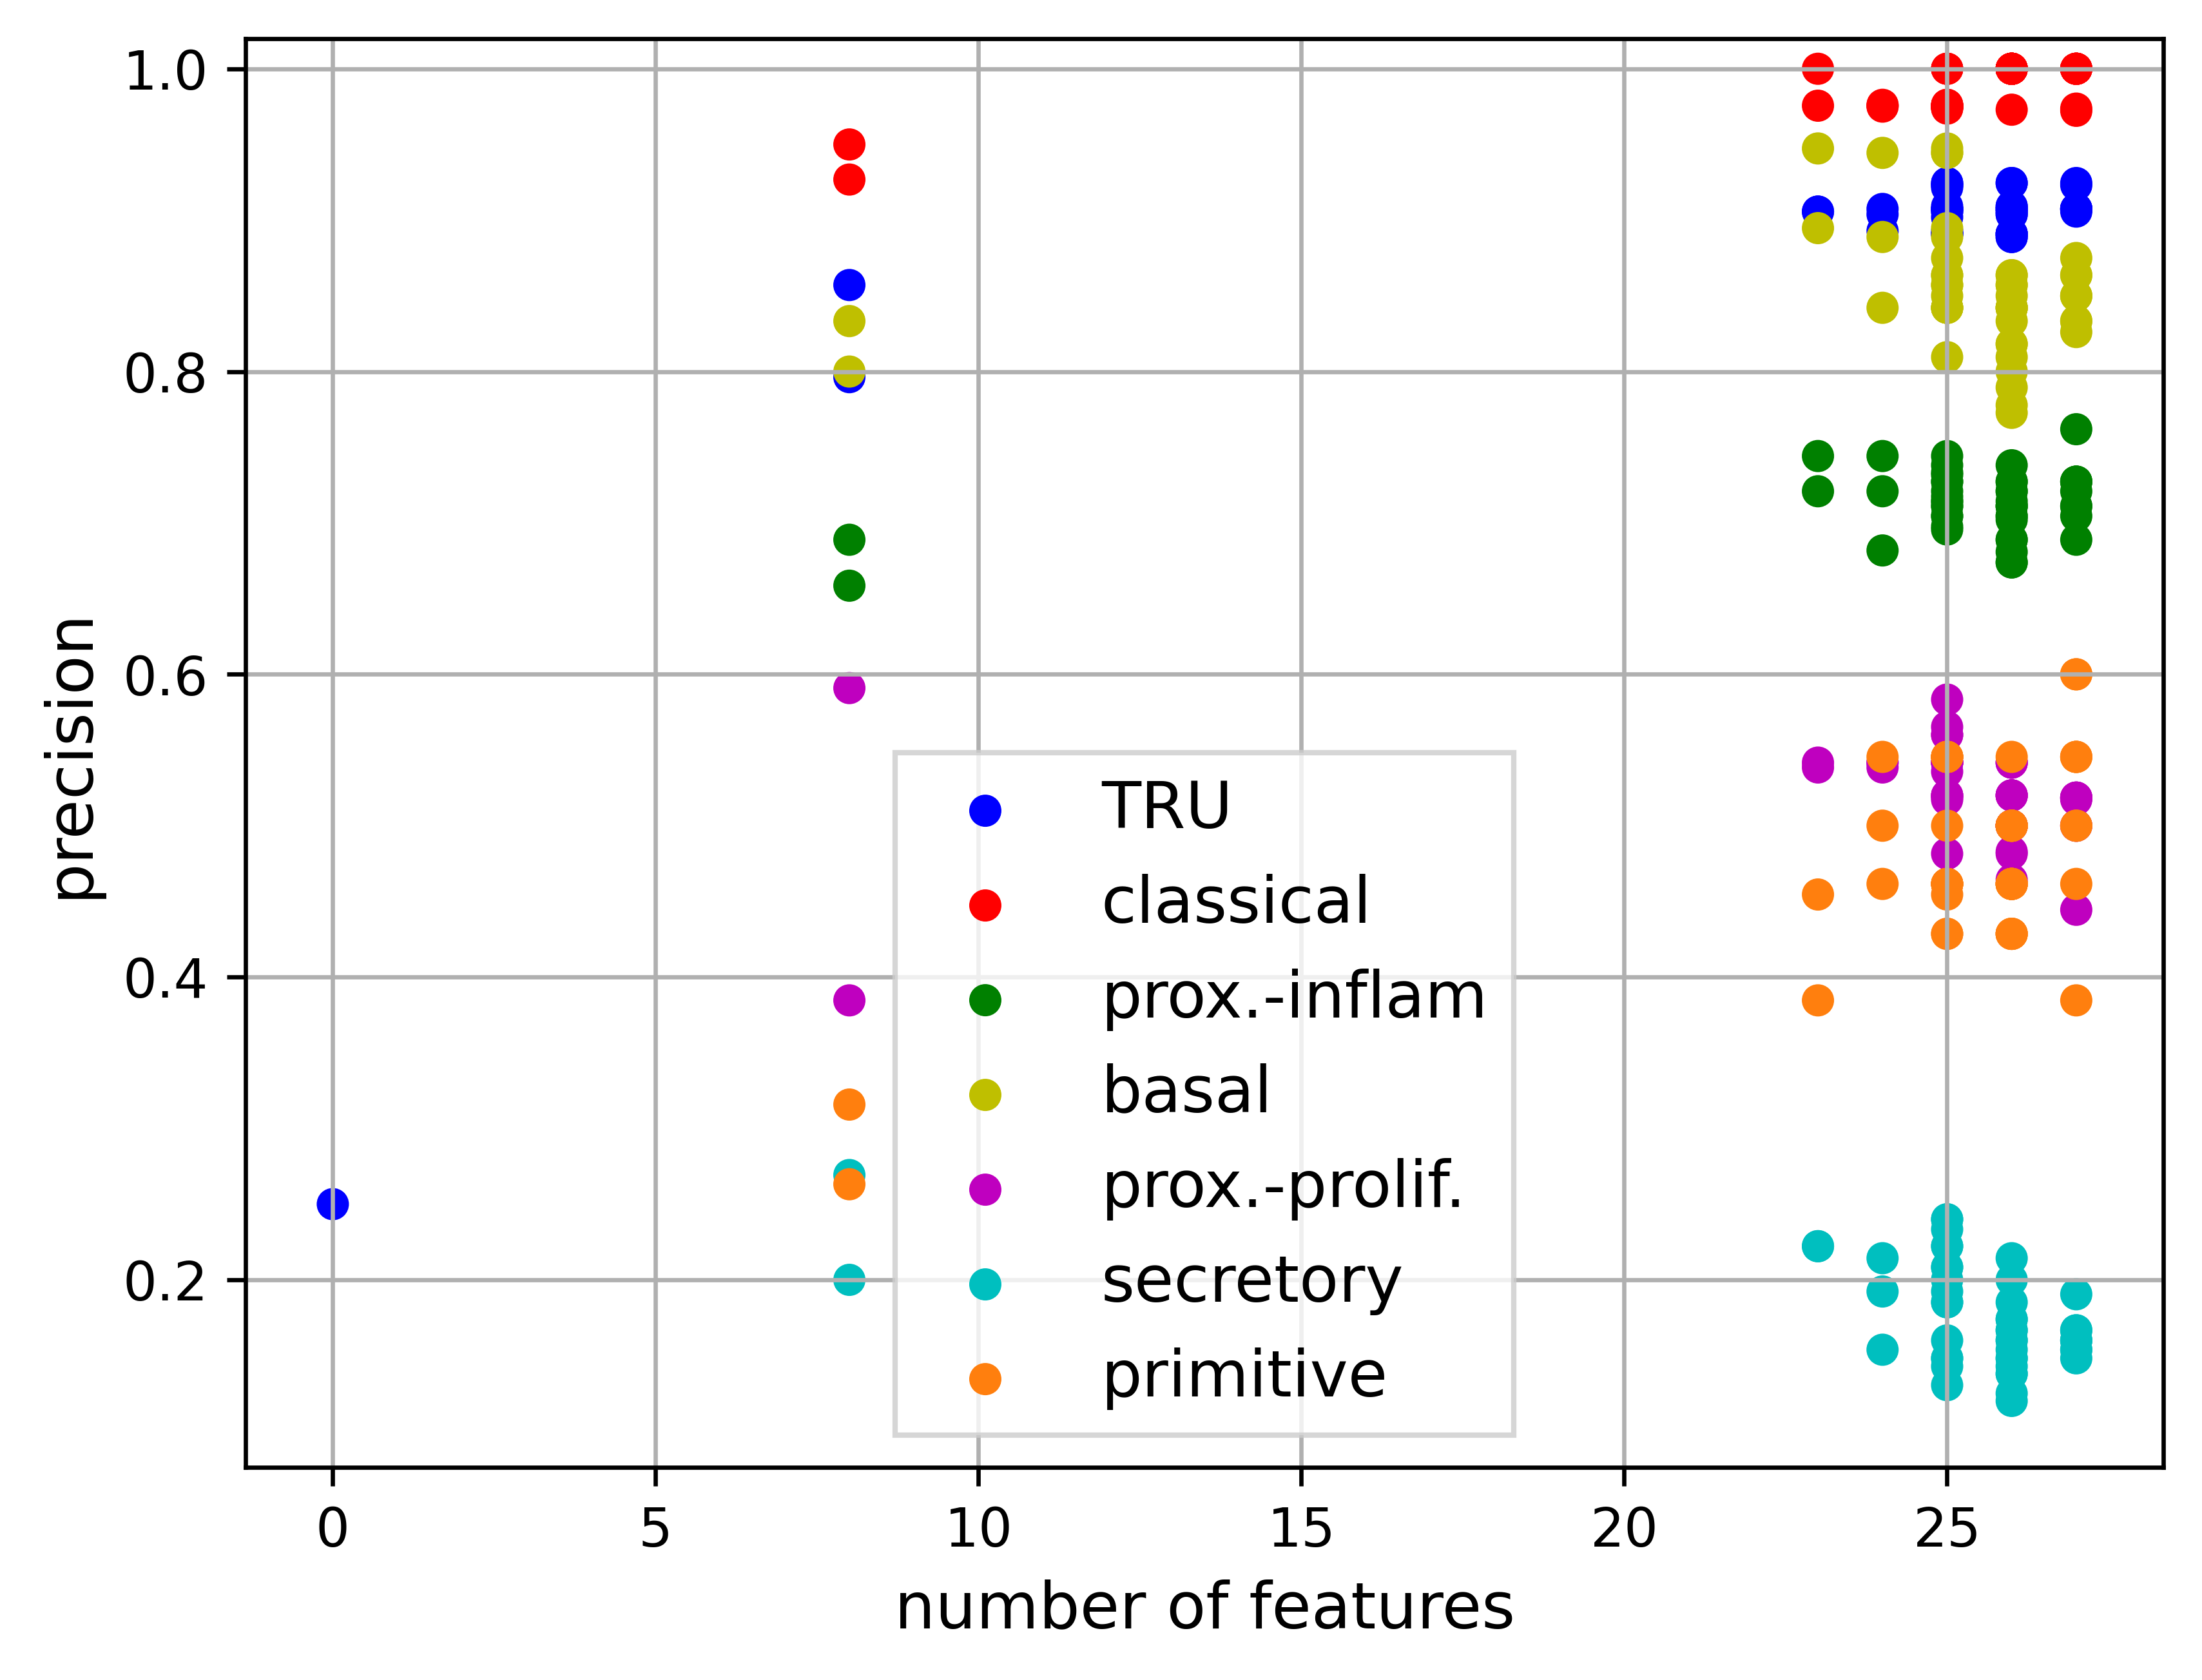 1.0
0.8
0.6
0.4
0.2
precision
TRU
classical
prox.-inflam
basal
prox.-prolif.
secretory
primitive
0 5 10 15 20 25
number of features